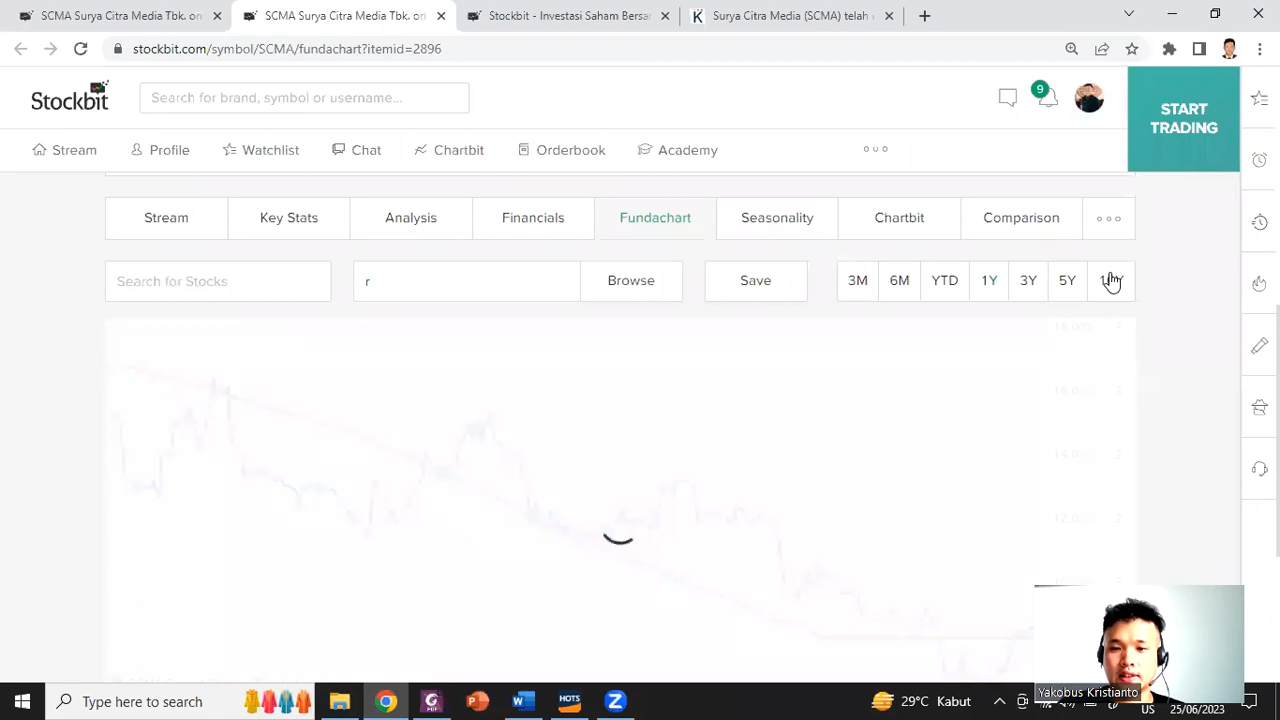 SCMA Surya Citra Media Tbk. on
SCMA Surya Citra Media Tbk. on
Stockbit - Investasi Saham Bersa
Surya Citra Media (SCMA) telah
stockbit.com/symbol/SCMA/fundachart?itemid=2896
Stockbit
Search for brand, symbol or username...
9
START
TRADING
Stream
Profile
Watchlist
Chat
Chartbit
Orderbook
Academy
Stream
Key Stats
Analysis
Financials
Fundachart
Seasonality
Chartbit
Comparison
Search for Stocks
r
Browse
Save
3M
6M
YTD
1Y
3Y
5Y
Yakobus Kristianto
Type here to search
HOTS
29°C Kabut
US
25/06/2023